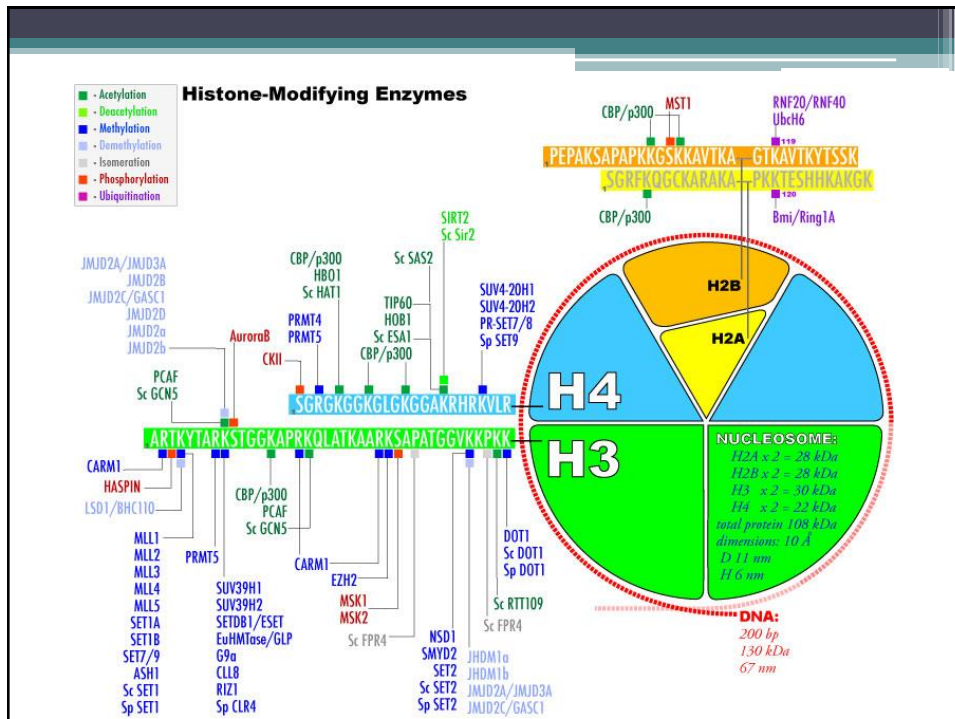 Histone-Modifying Enzymes
- Acetylation
- Deacetylation
- Methylation
- Demethylation
- Isomeration
- Phosphorylation
- Ubiquitination
CBP/p300
MST1
RNF20/RNF40
UbcH6
119
PEPAKSAPAPKKGSKKAVTKA
GTKAVTKYTSSK
SGRFKQGCKARAKA
PKKTESHHKAKGK
120
CBP/p300
Bmi/Ring1A
SIRT2
Sc Sir2
JMJD2A/JMJD3A
JMJD2B
JMJD2C/GASC1
JMJD2D
JMJD2a
JMJD2b
CBP/p300
HBO1
Sc HAT1
Sc SAS2
TIP60
HOB1
Sc ESA1
CBP/p300
SUV4-20H1
SUV4-20H2
PR-SET7/8
Sp SET9
PRMT4
PRMT5
AuroraB
CKII
PCAF
Sc GCN5
SGRGKGGKGLGKGGAKRHRKVLR
ARTKYTARKSTGGKAPRKQLATKAARKSAPATGGVKKPKK
H2B
H2A
H4
H3
NUCLEOSOME:
H2A x 2 = 28 kDa
H2B x 2 = 28 kDa
H3 x 2 = 30 kDa
H4 x 2 = 22 kDa
total protein 108 kDa
dimensions: 10 Å
D 11 nm
H 6 nm
DNA:
200 bp
130 kDa
67 nm
CARM1
HASPIN
LSD1/BHC110
MLL1
MLL2
MLL3
MLL4
MLL5
SET1A
SET1B
SET7/9
ASH1
Sc SET1
Sp SET1
PRMT5
SUV39H1
SUV39H2
SETDB1/ESET
EuHMTase/GLP
G9a
CLL8
RIZ1
Sp CLR4
CBP/p300
PCAF
Sc GCN5
CARM1
EZH2
MSK1
MSK2
Sc FPR4
NSD1
SMYD2
SET2
Sc SET2
Sp SET2
JHDM1a
JHDM1b
JMJD2A/JMJD3A
JMJD2C/GASC1
Sc FPR4
Sc RTT109
DOT1
Sc DOT1
Sp DOT1